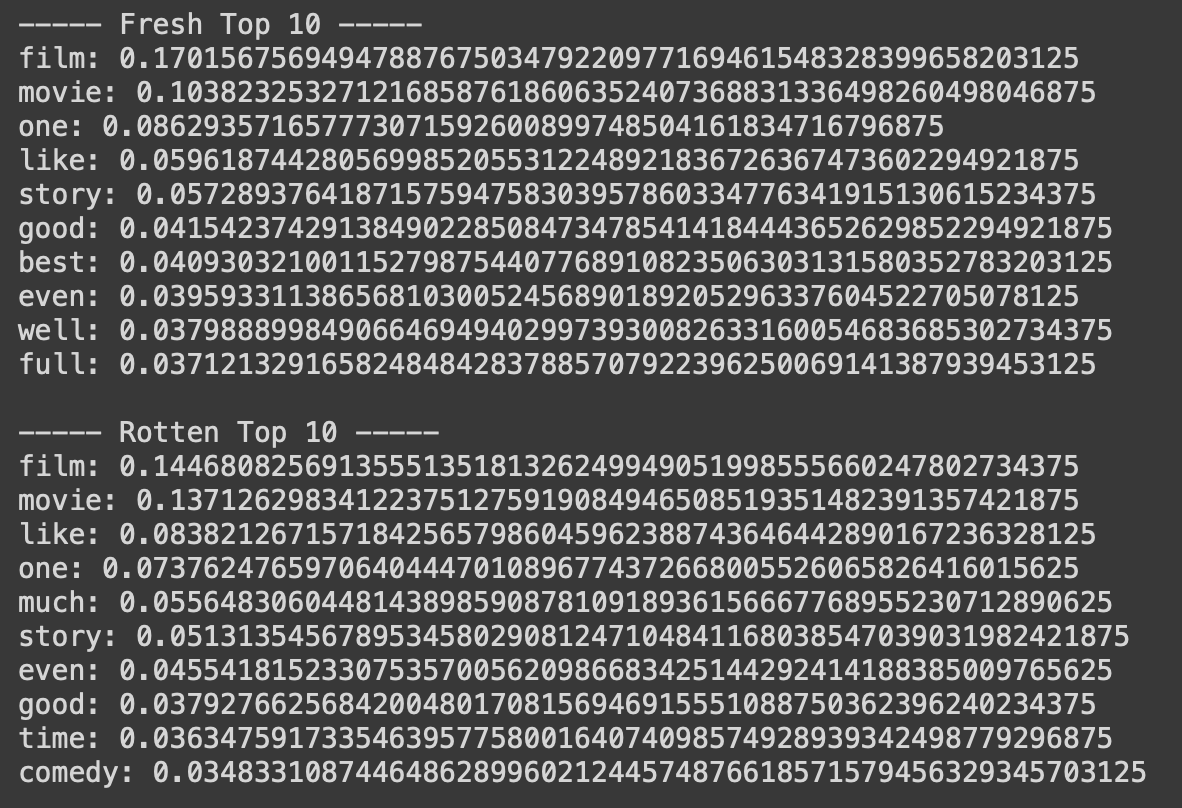 ----- Fresh Top 10 -----
film: 0.1701567569494788767503479220977169461548328399658203125
movie: 0.1038232532712168587618606352407368831336498260498046875
one: 0.086293571657773071592600899748504161834716796875
like: 0.0596187442805699852055312248921836726367473602294921875
story: 0.0572893764187157594758303957860334776341915130615234375
good: 0.041542374291384902285084734785414184443652629852294921875
best: 0.040930321001152798754407768910823506303131580352783203125
even: 0.0395933113865681030052456890189205296337604522705078125
well: 0.037988899849066469494029973930082633160054683685302734375
full: 0.03712132916582484842837885707922396250069141387939453125

----- Rotten Top 10 -----
film: 0.1446808256913555135181326249949051998555660247802734375
movie: 0.137126298341223751275919084946508519351482391357421875
like: 0.08382126715718425657986045962388743646442890167236328125
one: 0.07376247659706404447010896774372668005526065826416015625
much: 0.055648306044814389859087810918936156667768955230712890625
story: 0.051313545678953458029081247104841168038547039031982421875
even: 0.045541815233075357005620986683425144292414188385009765625
good: 0.03792766256842004801708156946915551088750362396240234375
time: 0.036347591733546395775800164074098574928939342498779296875
comedy: 0.034833108744648628996021244574876618571579456329345703125